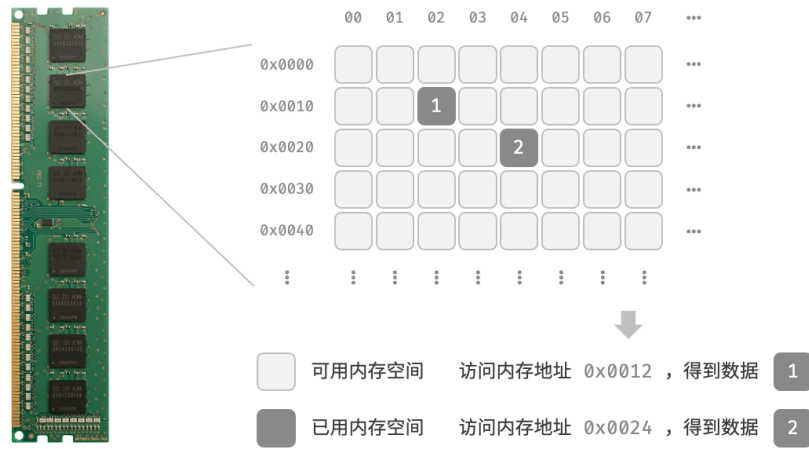 00 01 02 03 04 05 06 07 •••
0x0000 •••
0x0010 1 •••
0x0020 2 •••
0x0030 •••
0x0040 •••
可用内存空间 访问内存地址 0x0012 ，得到数据 1
已用内存空间 访问内存地址 0x0024 ，得到数据 2